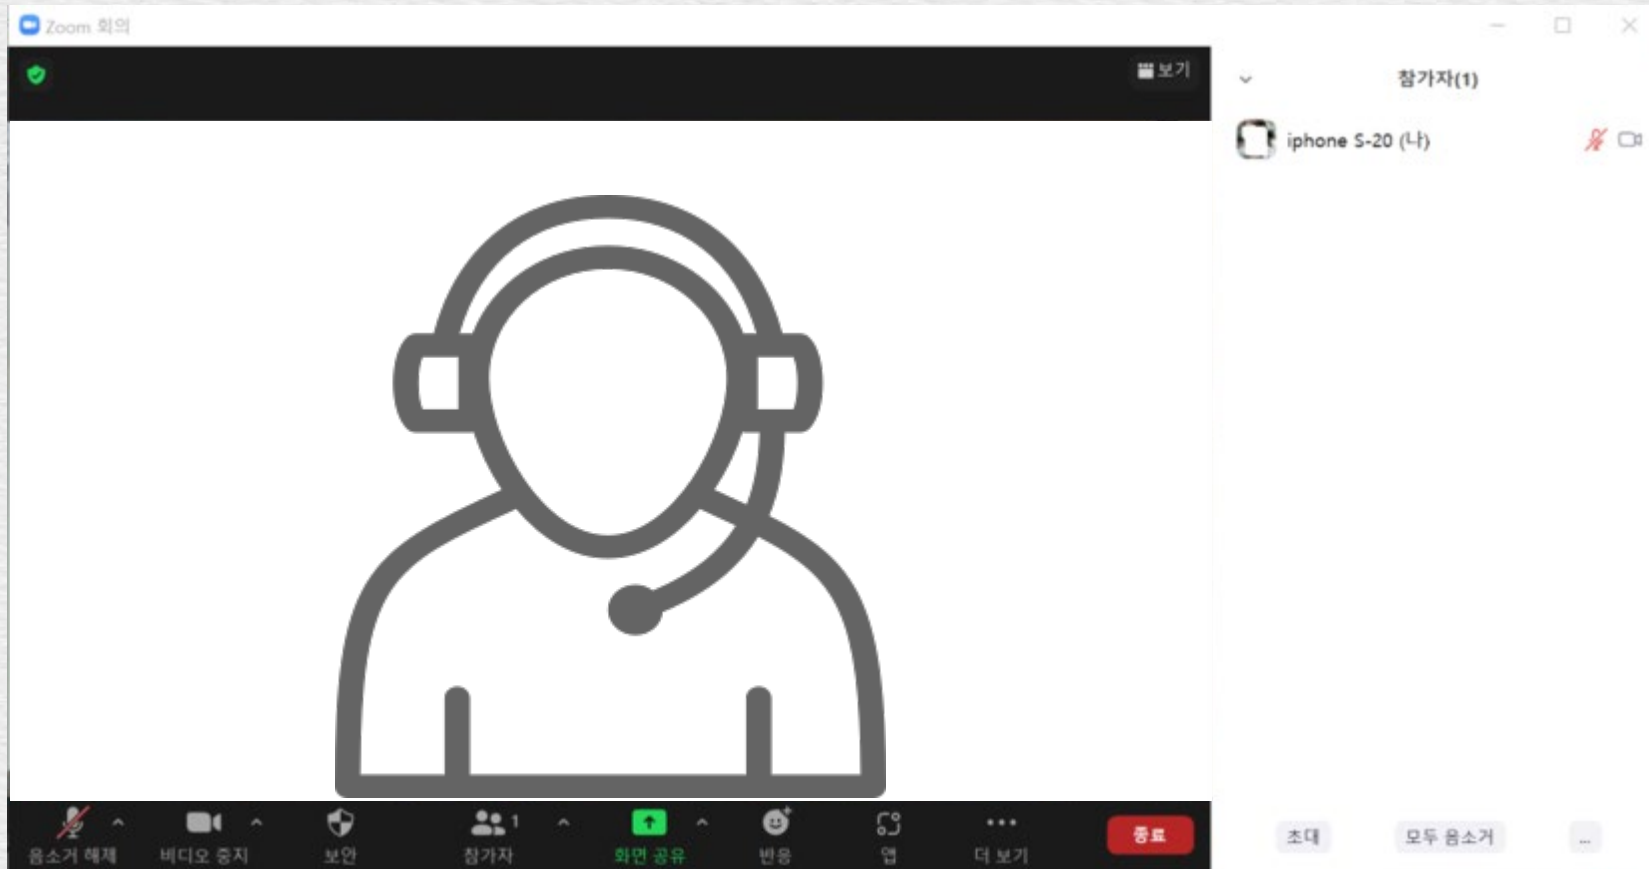 Zoom 회의
보기
참가자(1)
iphone S-20 (나)
1
음소거 해제
비디오 중지
보안
참가자
화면 공유
반응
앱
더 보기
종료
초대
모두 음소거
...